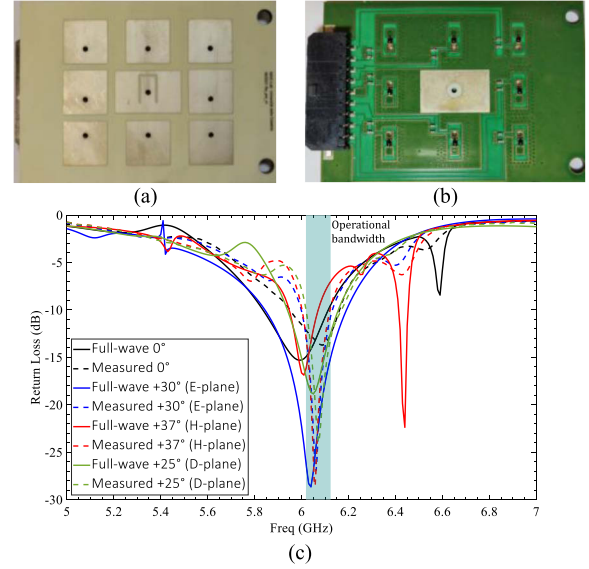 (a)
(b)
0
-5
-10
-15
-20
-25
-30
Return Loss (dB)
Operational
bandwidth
Full-wave 0°
Measured 0°
Full-wave +30° (E-plane)
Measured +30° (E-plane)
Full-wave +37° (H-plane)
Measured +37° (H-plane)
Full-wave +25° (D-plane)
Measured +25° (D-plane)
5 5.2 5.4 5.6 5.8 6 6.2 6.4 6.6 6.8 7
Freq (GHz)
(c)